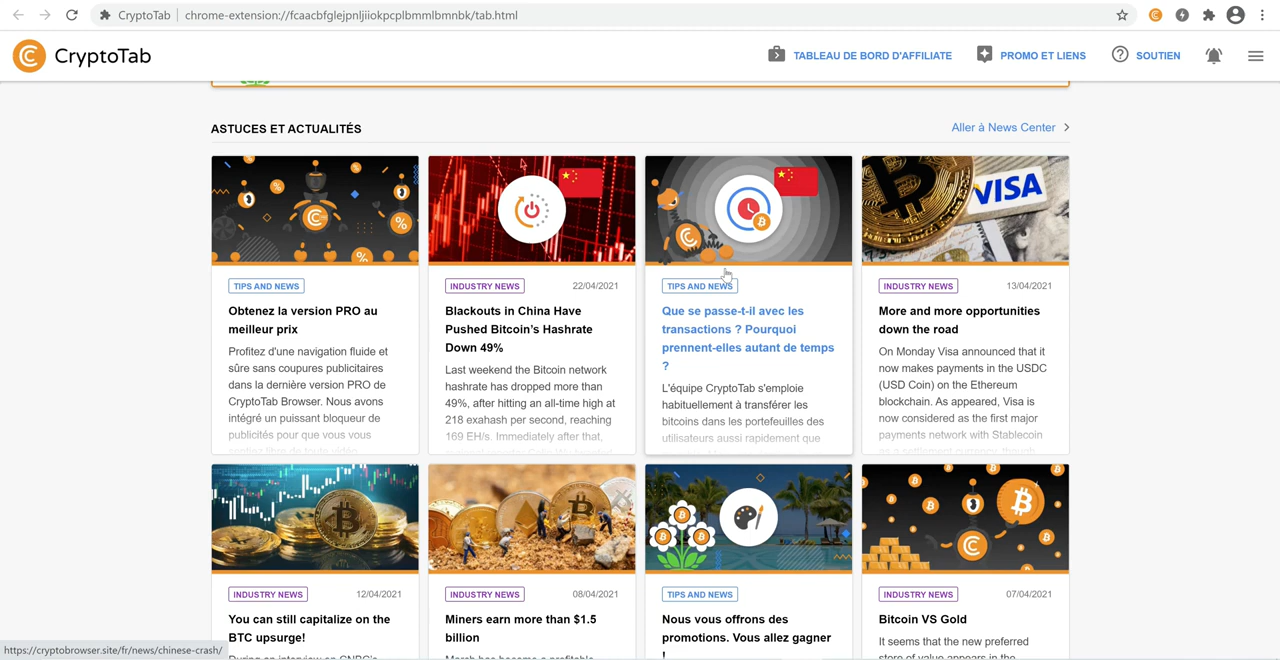 CryptoTab
chrome-extension://fcaacbfglejpnljiiokpcplbmmlbmnbk/tab.html
CryptoTab
TABLEAU DE BORD D'AFFILIATE
PROMO ET LIENS
SOUTIEN
ASTUCES ET ACTUALITÉS
Aller à News Center
TIPS AND NEWS
Obtenez la version PRO au
meilleur prix
Profitez d'une navigation fluide et
sûre sans coupures publicitaires
dans la dernière version PRO de
CryptoTab Browser. Nous avons
intégré un puissant bloqueur de
publicités pour que vous vous
INDUSTRY NEWS 22/04/2021
Blackouts in China Have
Pushed Bitcoin's Hashrate
Down 49%
Last weekend the Bitcoin network
hashrate has dropped more than
49%, after hitting an all-time high at
218 exahash per second, reaching
169 EH/s. Immediately after that,
TIPS AND NEWS
Que se passe-t-il avec les
transactions ? Pourquoi
prennent-elles autant de temps
?
L'équipe CryptoTab s'emploie
habituellement à transférer les
bitcoins dans les portefeuilles des
utilisateurs aussi rapidement que
VISA
INDUSTRY NEWS 13/04/2021
More and more opportunities
down the road
On Monday Visa announced that it
now makes payments in the USDC
(USD Coin) on the Ethereum
blockchain. As appeared, Visa is
now considered as the first major
payments network with Stablecoin
INDUSTRY NEWS 12/04/2021
You can still capitalize on the
BTC upsurge!
INDUSTRY NEWS 08/04/2021
Miners earn more than $1.5
billion
TIPS AND NEWS
Nous vous offrons des
promotions. Vous allez gagner
!
INDUSTRY NEWS 07/04/2021
Bitcoin VS Gold
It seems that the new preferred
store of value appears in the
https://cryptobrowser.site/fr/news/chinese-crash/